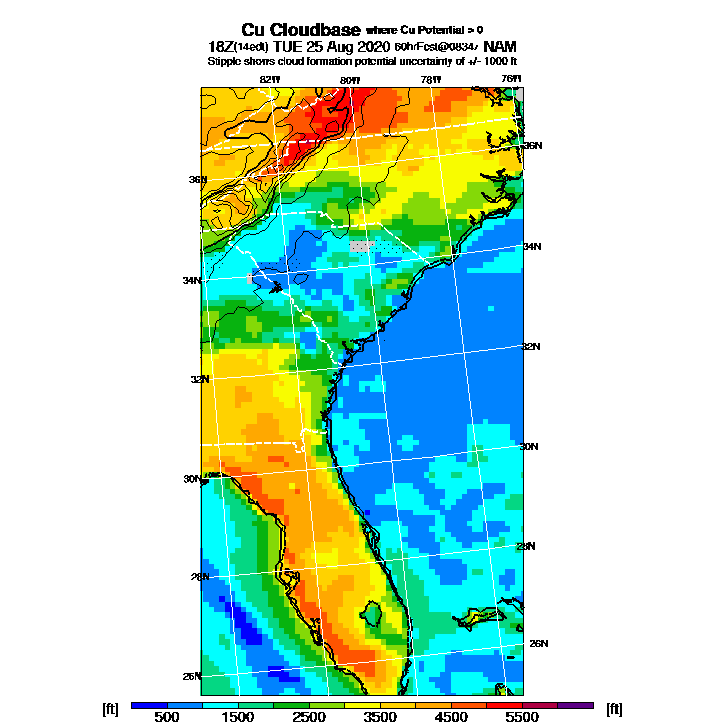 Cu Cloudbase where Cu Potential > 0
18Z(14edt) TUE 25 Aug 2020 60hrFcst@0834z NAM
Stipple shows cloud formation potential uncertainty of +/- 1000 ft
82W 80W 78W 76W
36N
36N
34N
34N
32N
32N
30N
30N
28N
28N
26N
26N
[ft] 500 1500 2500 3500 4500 5500 [ft]